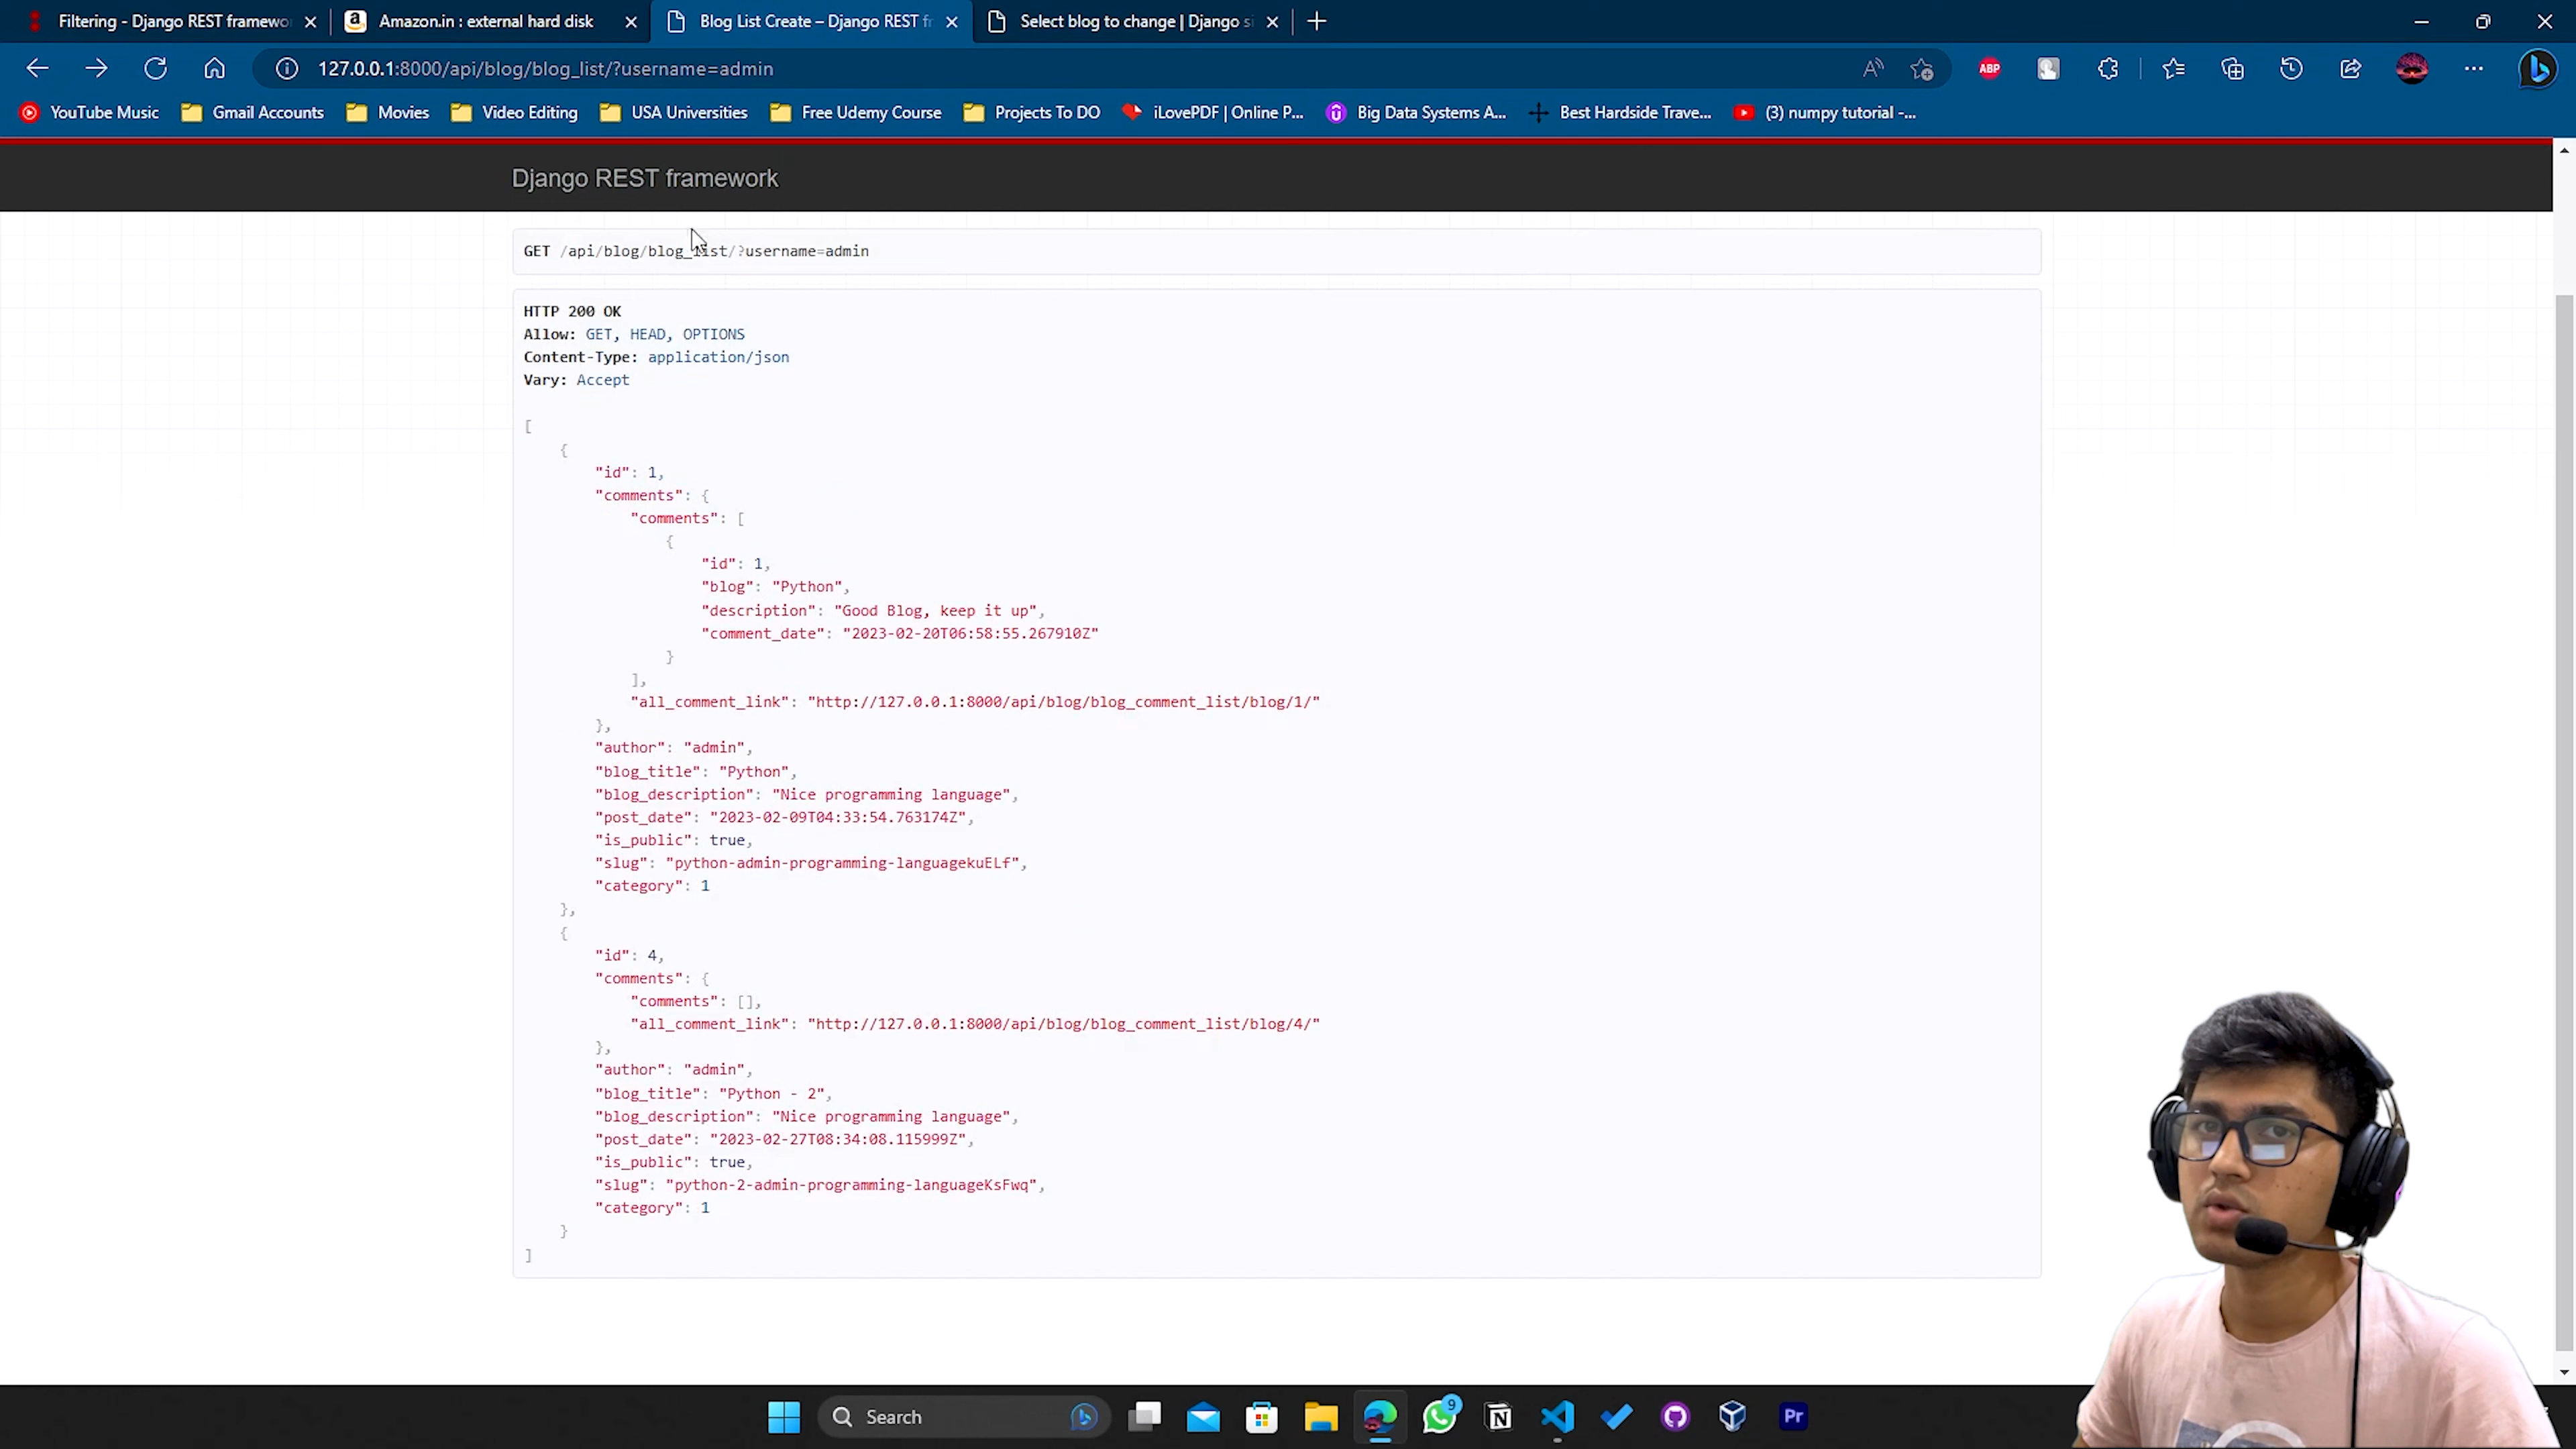 Filtering - Django REST framewo
Amazon.in : external hard disk
Blog List Create – Django REST f
Select blog to change | Django si
127.0.0.1:8000/api/blog/blog_list/?username=admin
ABP
YouTube Music
Gmail Accounts
Movies
Video Editing
USA Universities
Free Udemy Course
Projects To DO
iLovePDF | Online P...
Big Data Systems A...
Best Hardside Trave...
(3) numpy tutorial -...
Django REST framework
GET /api/blog/blog_list/?username=admin
HTTP 200 OK
Allow: GET, HEAD, OPTIONS
Content-Type: application/json
Vary: Accept
[
{
"id": 1,
"comments": {
"comments": [
{
"id": 1,
"blog": "Python",
"description": "Good Blog, keep it up",
"comment_date": "2023-02-20T06:58:55.267910Z"
}
],
"all_comment_link": "http://127.0.0.1:8000/api/blog/blog_comment_list/blog/1/"
},
"author": "admin",
"blog_title": "Python",
"blog_description": "Nice programming language",
"post_date": "2023-02-09T04:33:54.763174Z",
"is_public": true,
"slug": "python-admin-programming-languagekuELf",
"category": 1
},
{
"id": 4,
"comments": {
"comments": [],
"all_comment_link": "http://127.0.0.1:8000/api/blog/blog_comment_list/blog/4/"
},
"author": "admin",
"blog_title": "Python - 2",
"blog_description": "Nice programming language",
"post_date": "2023-02-27T08:34:08.115999Z",
"is_public": true,
"slug": "python-2-admin-programming-languageKsFwq",
"category": 1
}
]
Search
9
Pr